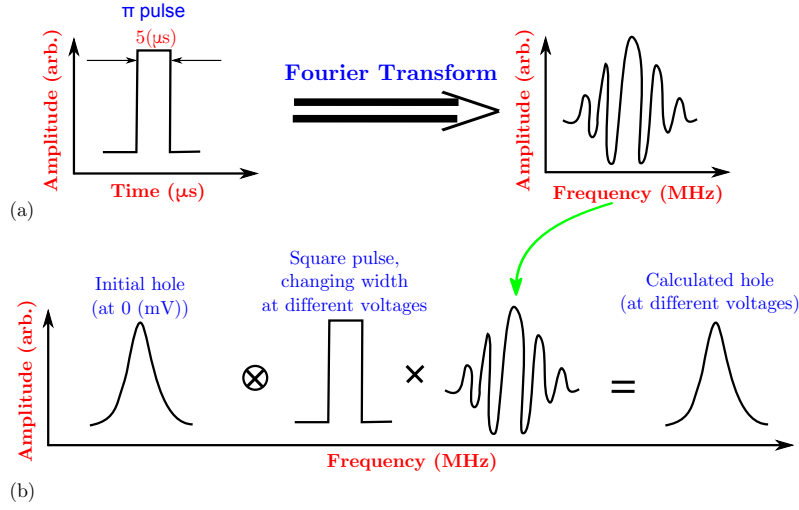 π pulse
5(μs)
Amplitude (arb.)
Time (μs)
Fourier Transform
Amplitude (arb.)
Frequency (MHz)
(a)
Initial hole
(at 0 (mV))
Square pulse,
changing width
at different voltages
Calculated hole
(at different voltages)
Amplitude (arb.)
⊗
×
=
Frequency (MHz)
(b)